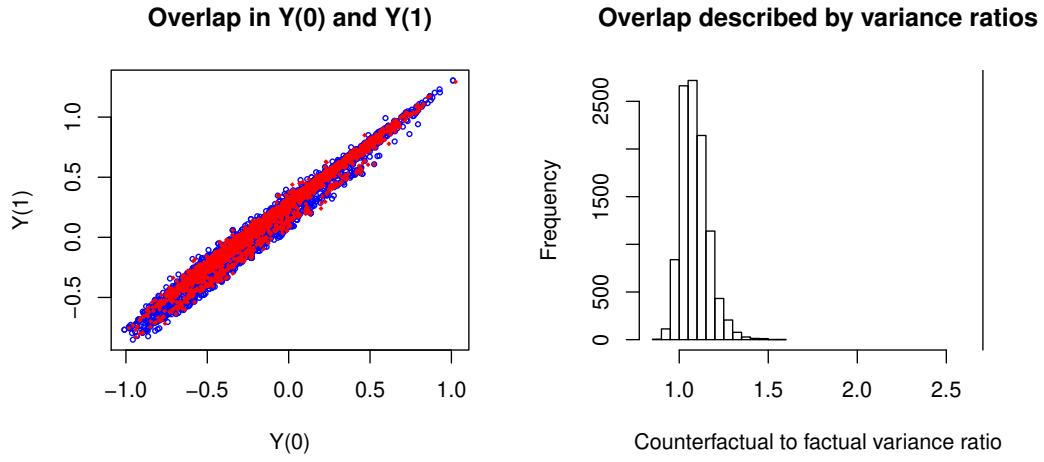 Overlap in Y(0) and Y(1)
Y(1)
−0.5 0.0 0.5 1.0
−1.0 −0.5 0.0 0.5 1.0
Y(0)
Overlap described by variance ratios
Frequency
0 500 1500 2500
1.0 1.5 2.0 2.5
Counterfactual to factual variance ratio